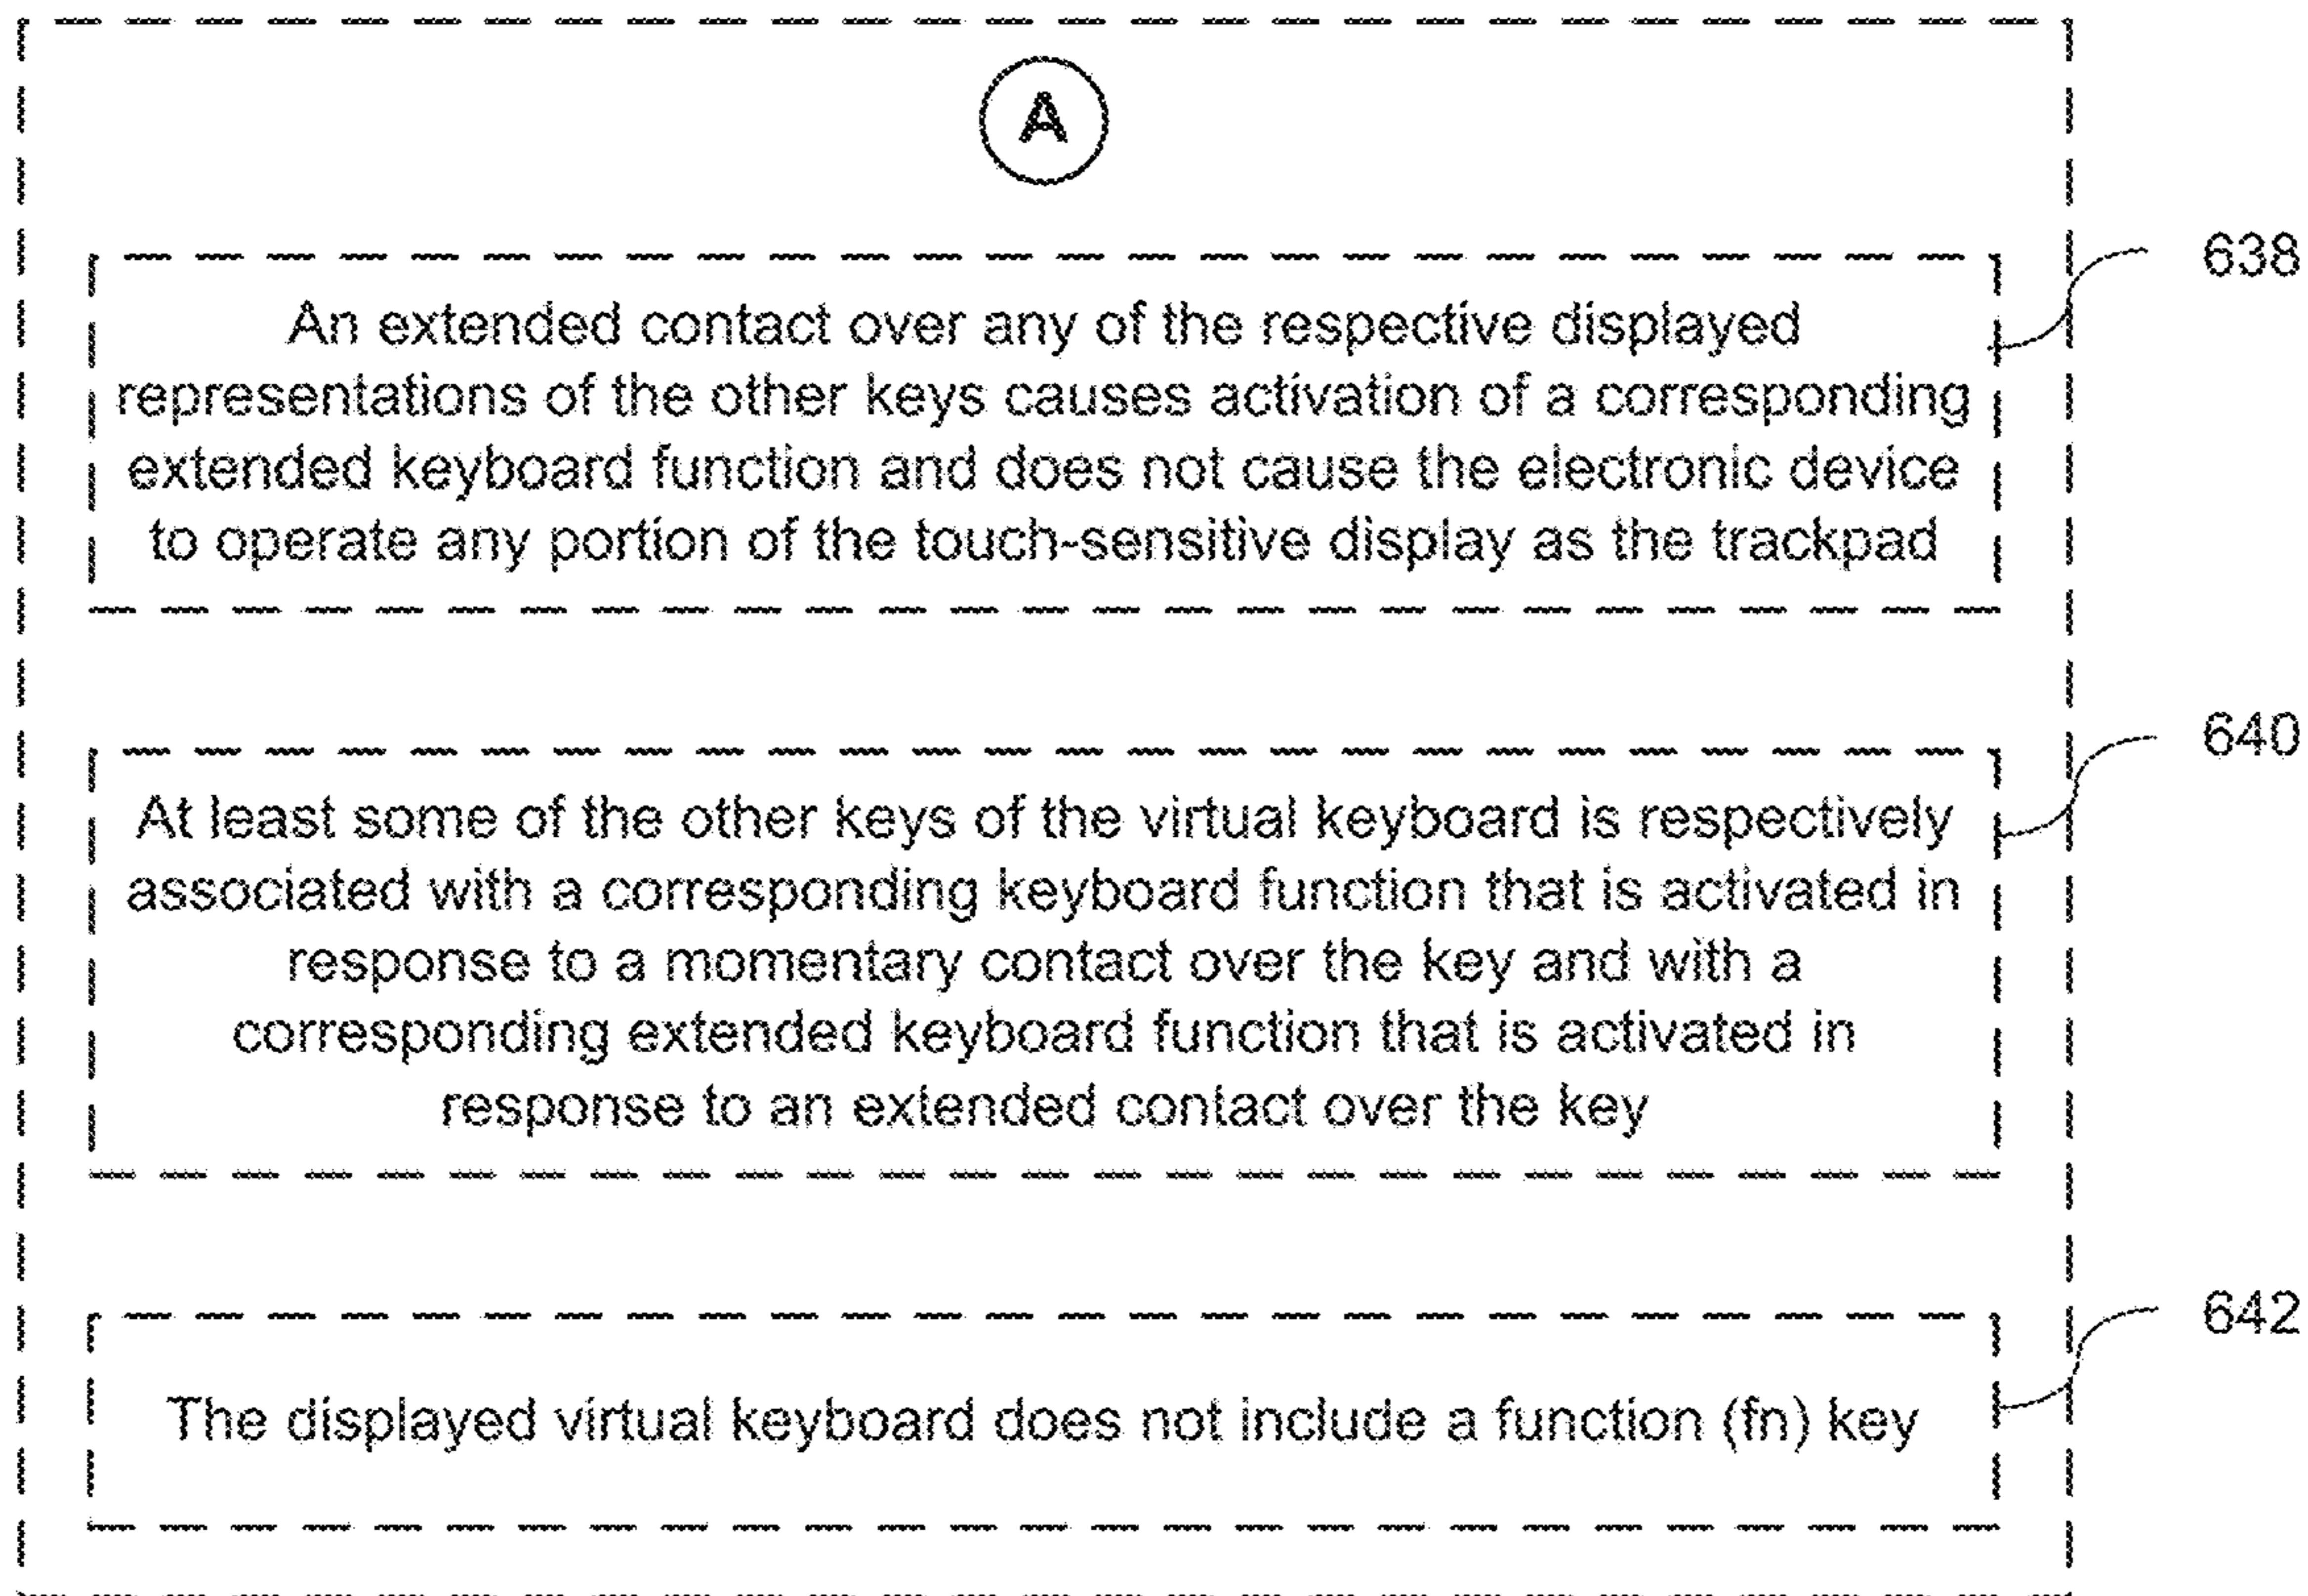 A
638
An extended contact over any of the respective displayed
representations of the other keys causes activation of a corresponding
extended keyboard function and does not cause the electronic device
to operate any portion of the touch-sensitive display as the trackpad
640
At least some of the other keys of the virtual keyboard is respectively
associated with a corresponding keyboard function that is activated in
response to a momentary contact over the key and with a
corresponding extended keyboard function that is activated in
response to an extended contact over the key
642
The displayed virtual keyboard does not include a function (fn) key